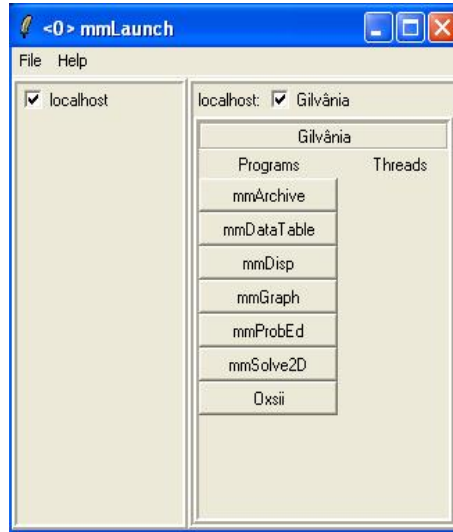 <0> mmLaunch
File Help
localhost
localhost: Gilvânia
Gilvânia
Programs Threads
mmArchive
mmDataTable
mmDisp
mmGraph
mmProbEd
mmSolve2D
Oxsii